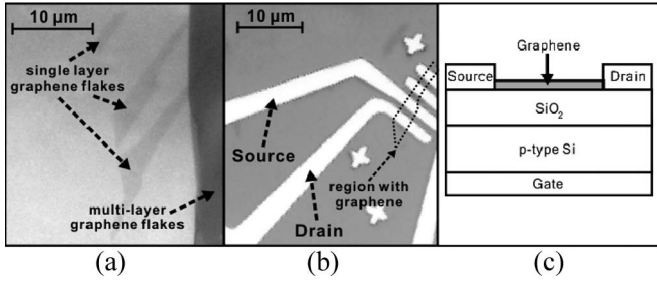 10 µm
single layer
graphene flakes
multi-layer
graphene flakes
(a)
10 µm
Source
Drain
region with
graphene
(b)
Graphene
Source
Drain
SiO₂
p-type Si
Gate
(c)